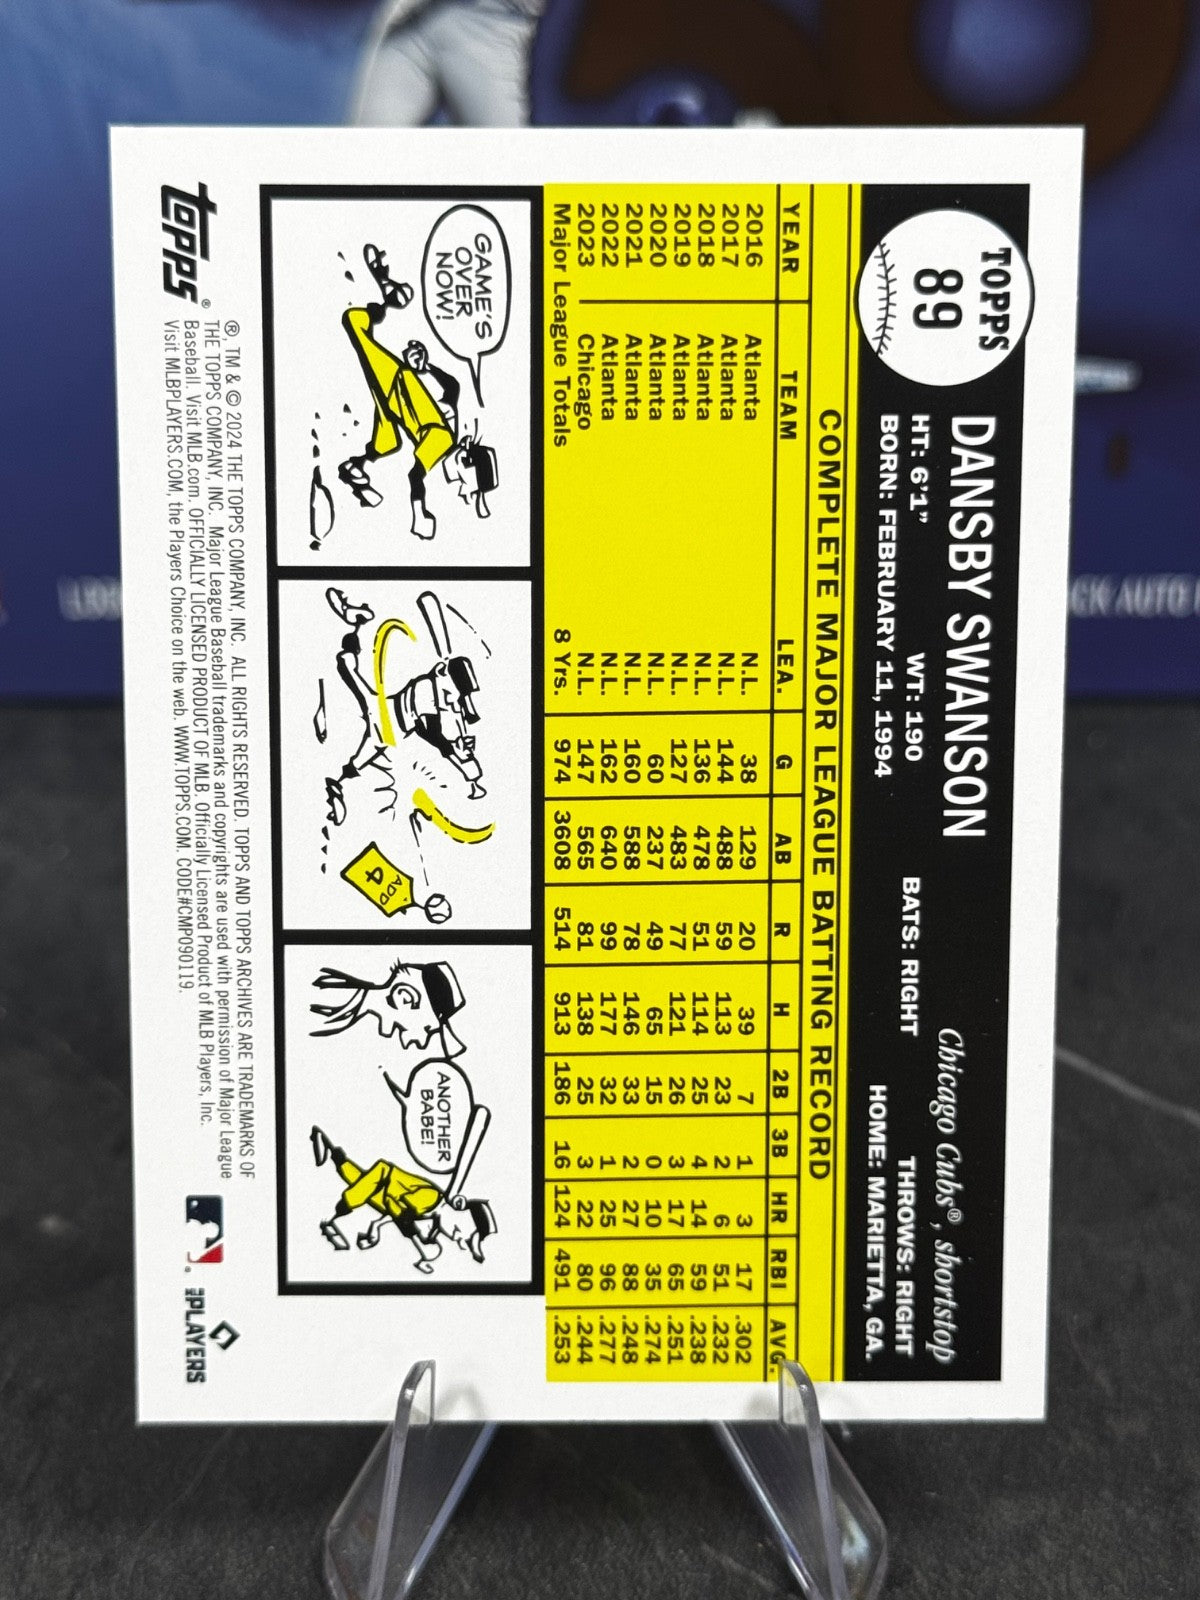 TOPPS
89
DANSBY SWANSON
Chicago Cubs®, shortstop
HT: 6'1" WT: 190 BATS: RIGHT THROWS: RIGHT
BORN: FEBRUARY 11, 1994 HOME: MARIETTA, GA.
COMPLETE MAJOR LEAGUE BATTING RECORD
YEAR TEAM LEA. G AB R H 2B 3B HR RBI AVG.
2016 Atlanta N.L. 38 129 20 39 7 1 3 17 .302
2017 Atlanta N.L. 144 488 59 113 23 2 6 51 .232
2018 Atlanta N.L. 136 478 51 114 25 4 14 59 .238
2019 Atlanta N.L. 127 483 77 121 26 3 17 65 .251
2020 Atlanta N.L. 60 237 49 65 15 0 10 35 .274
2021 Atlanta N.L. 160 588 78 146 33 2 27 88 .248
2022 Atlanta N.L. 162 640 99 177 32 1 25 96 .277
2023 Chicago N.L. 147 565 81 138 25 3 22 80 .244
Major League Totals 8 Yrs. 974 3608 514 913 186 16 124 491 .253
GAME'S
OVER
NOW!
ADD
4
ANOTHER
BABE!
topps®
®, TM & © 2024 THE TOPPS COMPANY, INC. ALL RIGHTS RESERVED. TOPPS AND TOPPS ARCHIVES ARE TRADEMARKS OF
THE TOPPS COMPANY, INC. Major League Baseball trademarks and copyrights are used with permission of Major League
Baseball. Visit MLB.com. OFFICIALLY LICENSED PRODUCT OF MLB. Officially Licensed Product of MLB Players, Inc.
Visit MLBPLAYERS.COM, the Players Choice on the web. WWW.TOPPS.COM. CODE#CMP090119.
PLAYERS
AUTO